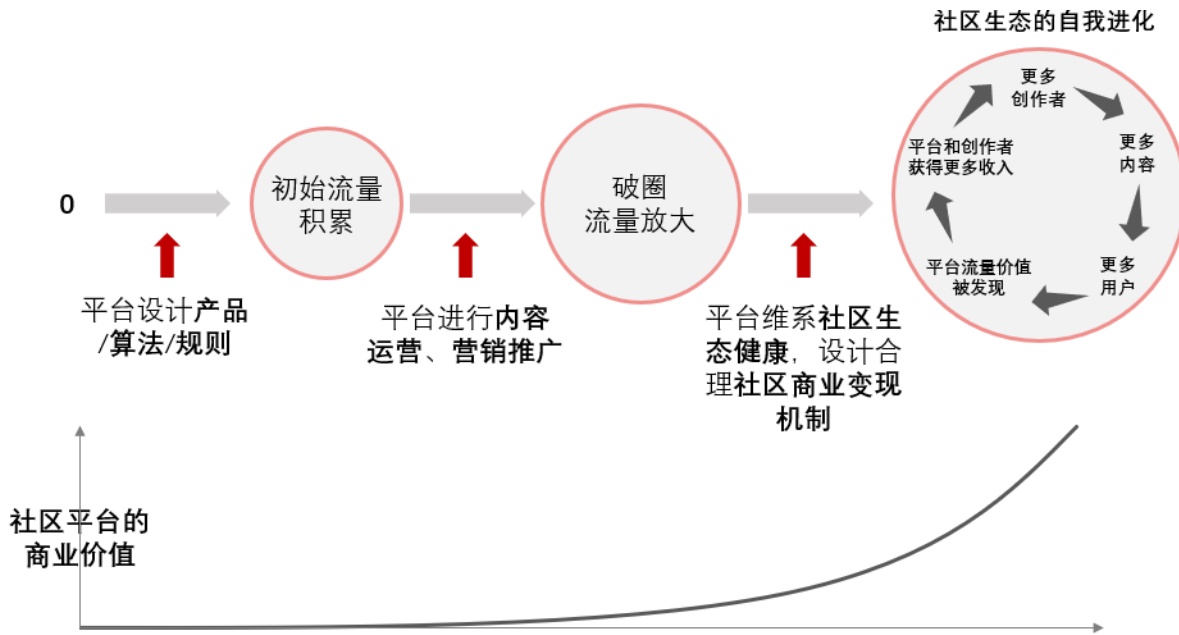 社区生态的自我进化
更多
创作者
更多
内容
更多
用户
平台流量价值
被发现
平台和创作者
获得更多收入
0
初始流量
积累
破圈
流量放大
平台设计产品
/算法/规则
平台进行内容
运营、营销推广
平台维系社区生
态健康，设计合
理社区商业变现
机制
社区平台的
商业价值